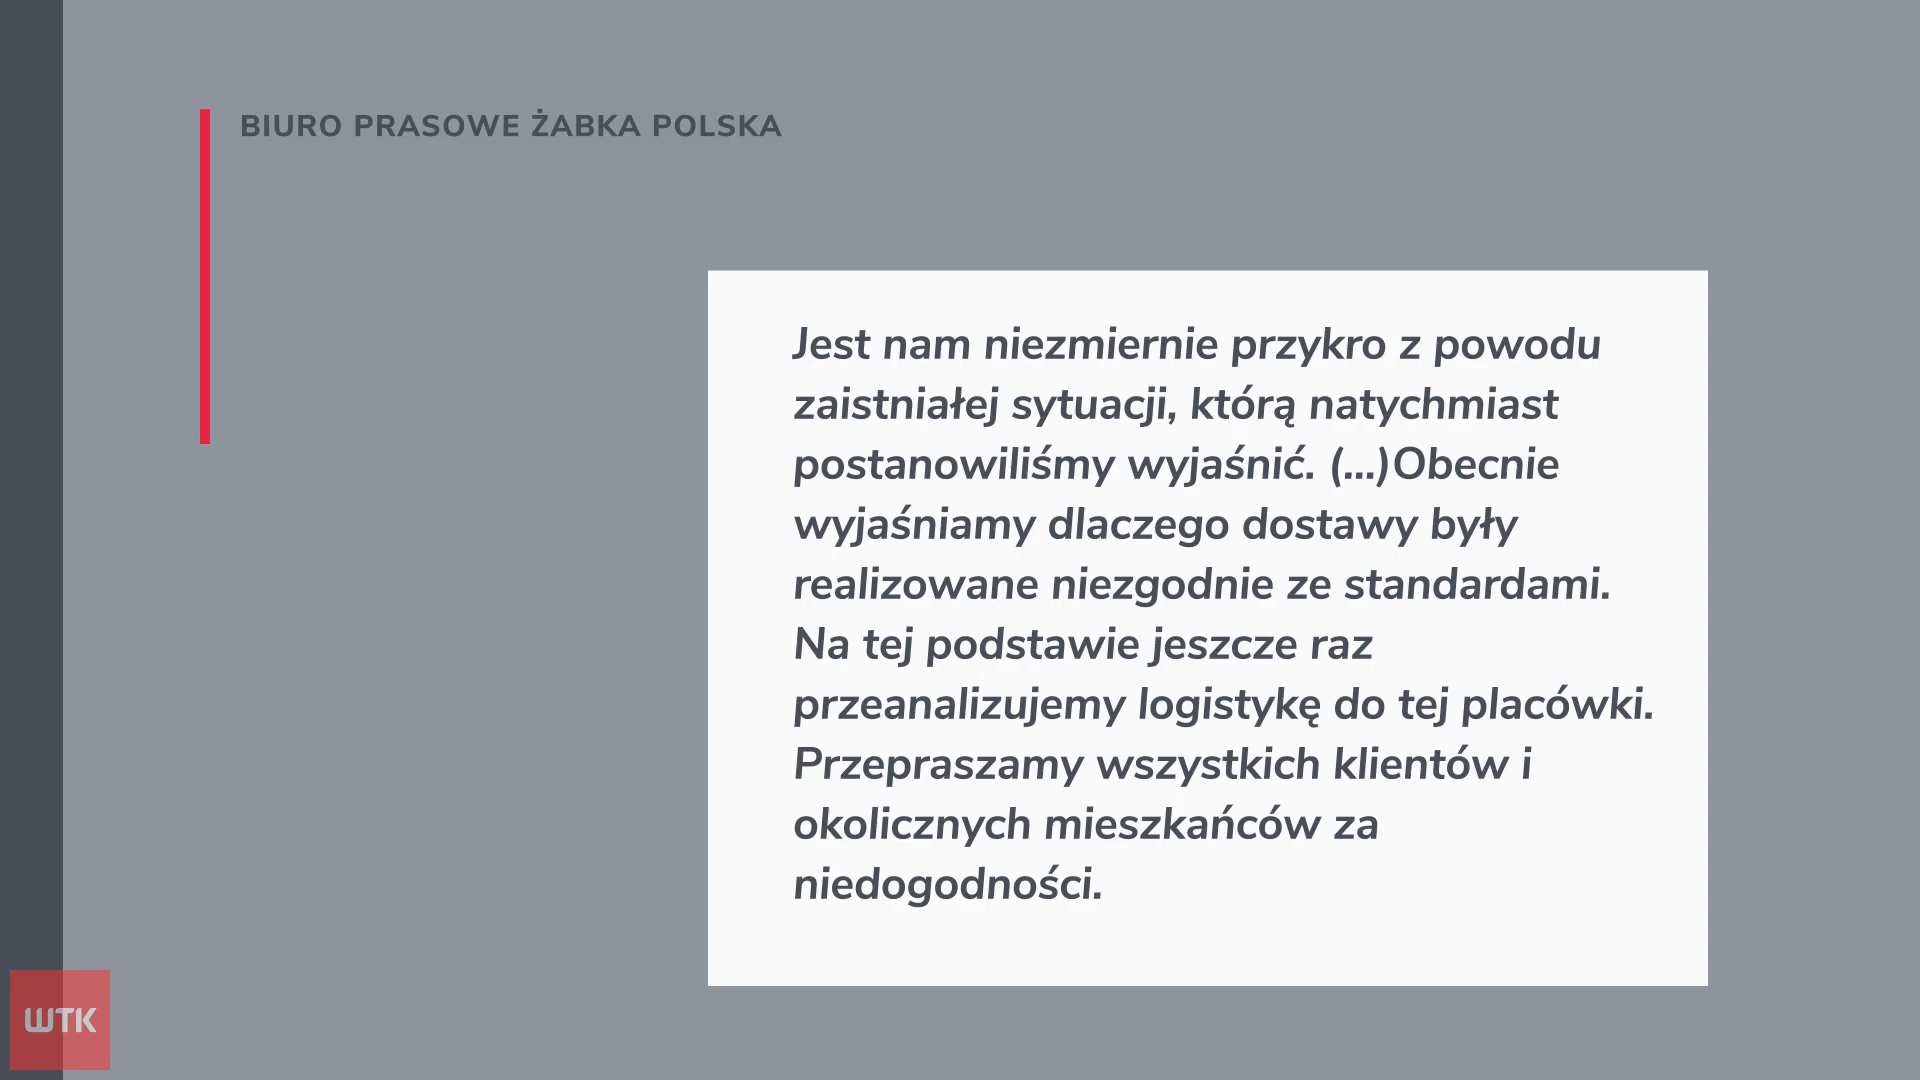 BIURO PRASOWE ŻABKA POLSKA
Jest nam niezmiernie przykro z powodu
zaistniałej sytuacji, którą natychmiast
postanowiliśmy wyjaśnić. (...)Obecnie
wyjaśniamy dlaczego dostawy były
realizowane niezgodnie ze standardami.
Na tej podstawie jeszcze raz
przeanalizujemy logistykę do tej placówki.
Przepraszamy wszystkich klientów i
okolicznych mieszkańców za
niedogodności.
WTK